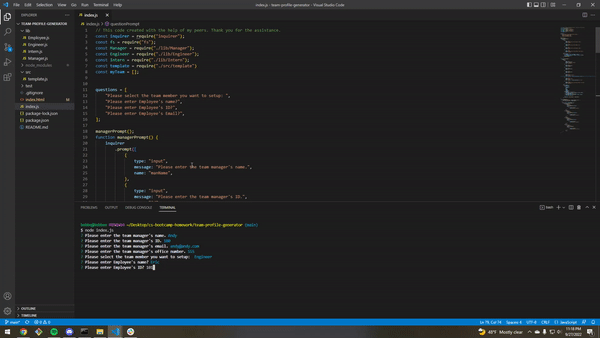 File Edit Selection View Go Run Terminal Help
index.js - team-profile-generator - Visual Studio Code
EXPLORER
TEAM-PROFILE-GENERATOR
lib
Employee.js
Engineer.js
Intern.js
Manager.js
node_modules
src
template.js
test
.gitignore
index.html M
index.js
package-lock.json
package.json
README.md
OUTLINE
TIMELINE
index.js
index.js > questionPrompt
// This code created with the help of my peers. Thank you for the assistance.
const inquirer = require("inquirer");
const fs = require("fs");
const Manager = require("./lib/Manager");
const Engineer = require("./lib/Engineer");
const Intern = require("./lib/Intern");
const template = require("./src/template")
const myTeam = [];
questions = [
"Please select the team member you want to setup: ",
"Please enter Employee's name?",
"Please enter Employee's ID?",
"Please enter Employee's Email?",
];
managerPrompt();
function managerPrompt() {
inquirer
.prompt([
{
type: "input",
message: "Please enter the team manager's name.",
name: "manName",
},
{
type: "input",
message: "Please enter the team manager's ID.",
PROBLEMS OUTPUT DEBUG CONSOLE TERMINAL
~/Desktop/cs-bootcamp-homework/team-profile-generator (main)
$ node index.js
? Please enter the team manager's name. Andy
? Please enter the team manager's ID.
? Please enter the team manager's email. andy@andy.com
? Please enter the team manager's office number.
? Please select the team member you want to setup: Engineer
? Please enter Employee's name?
? Please enter Employee's ID?
main*
Ln 79, Col 14 Spaces: 4 UTF-8 CRLF JavaScript
48°F Mostly clear
11:18 PM
9/27/2022